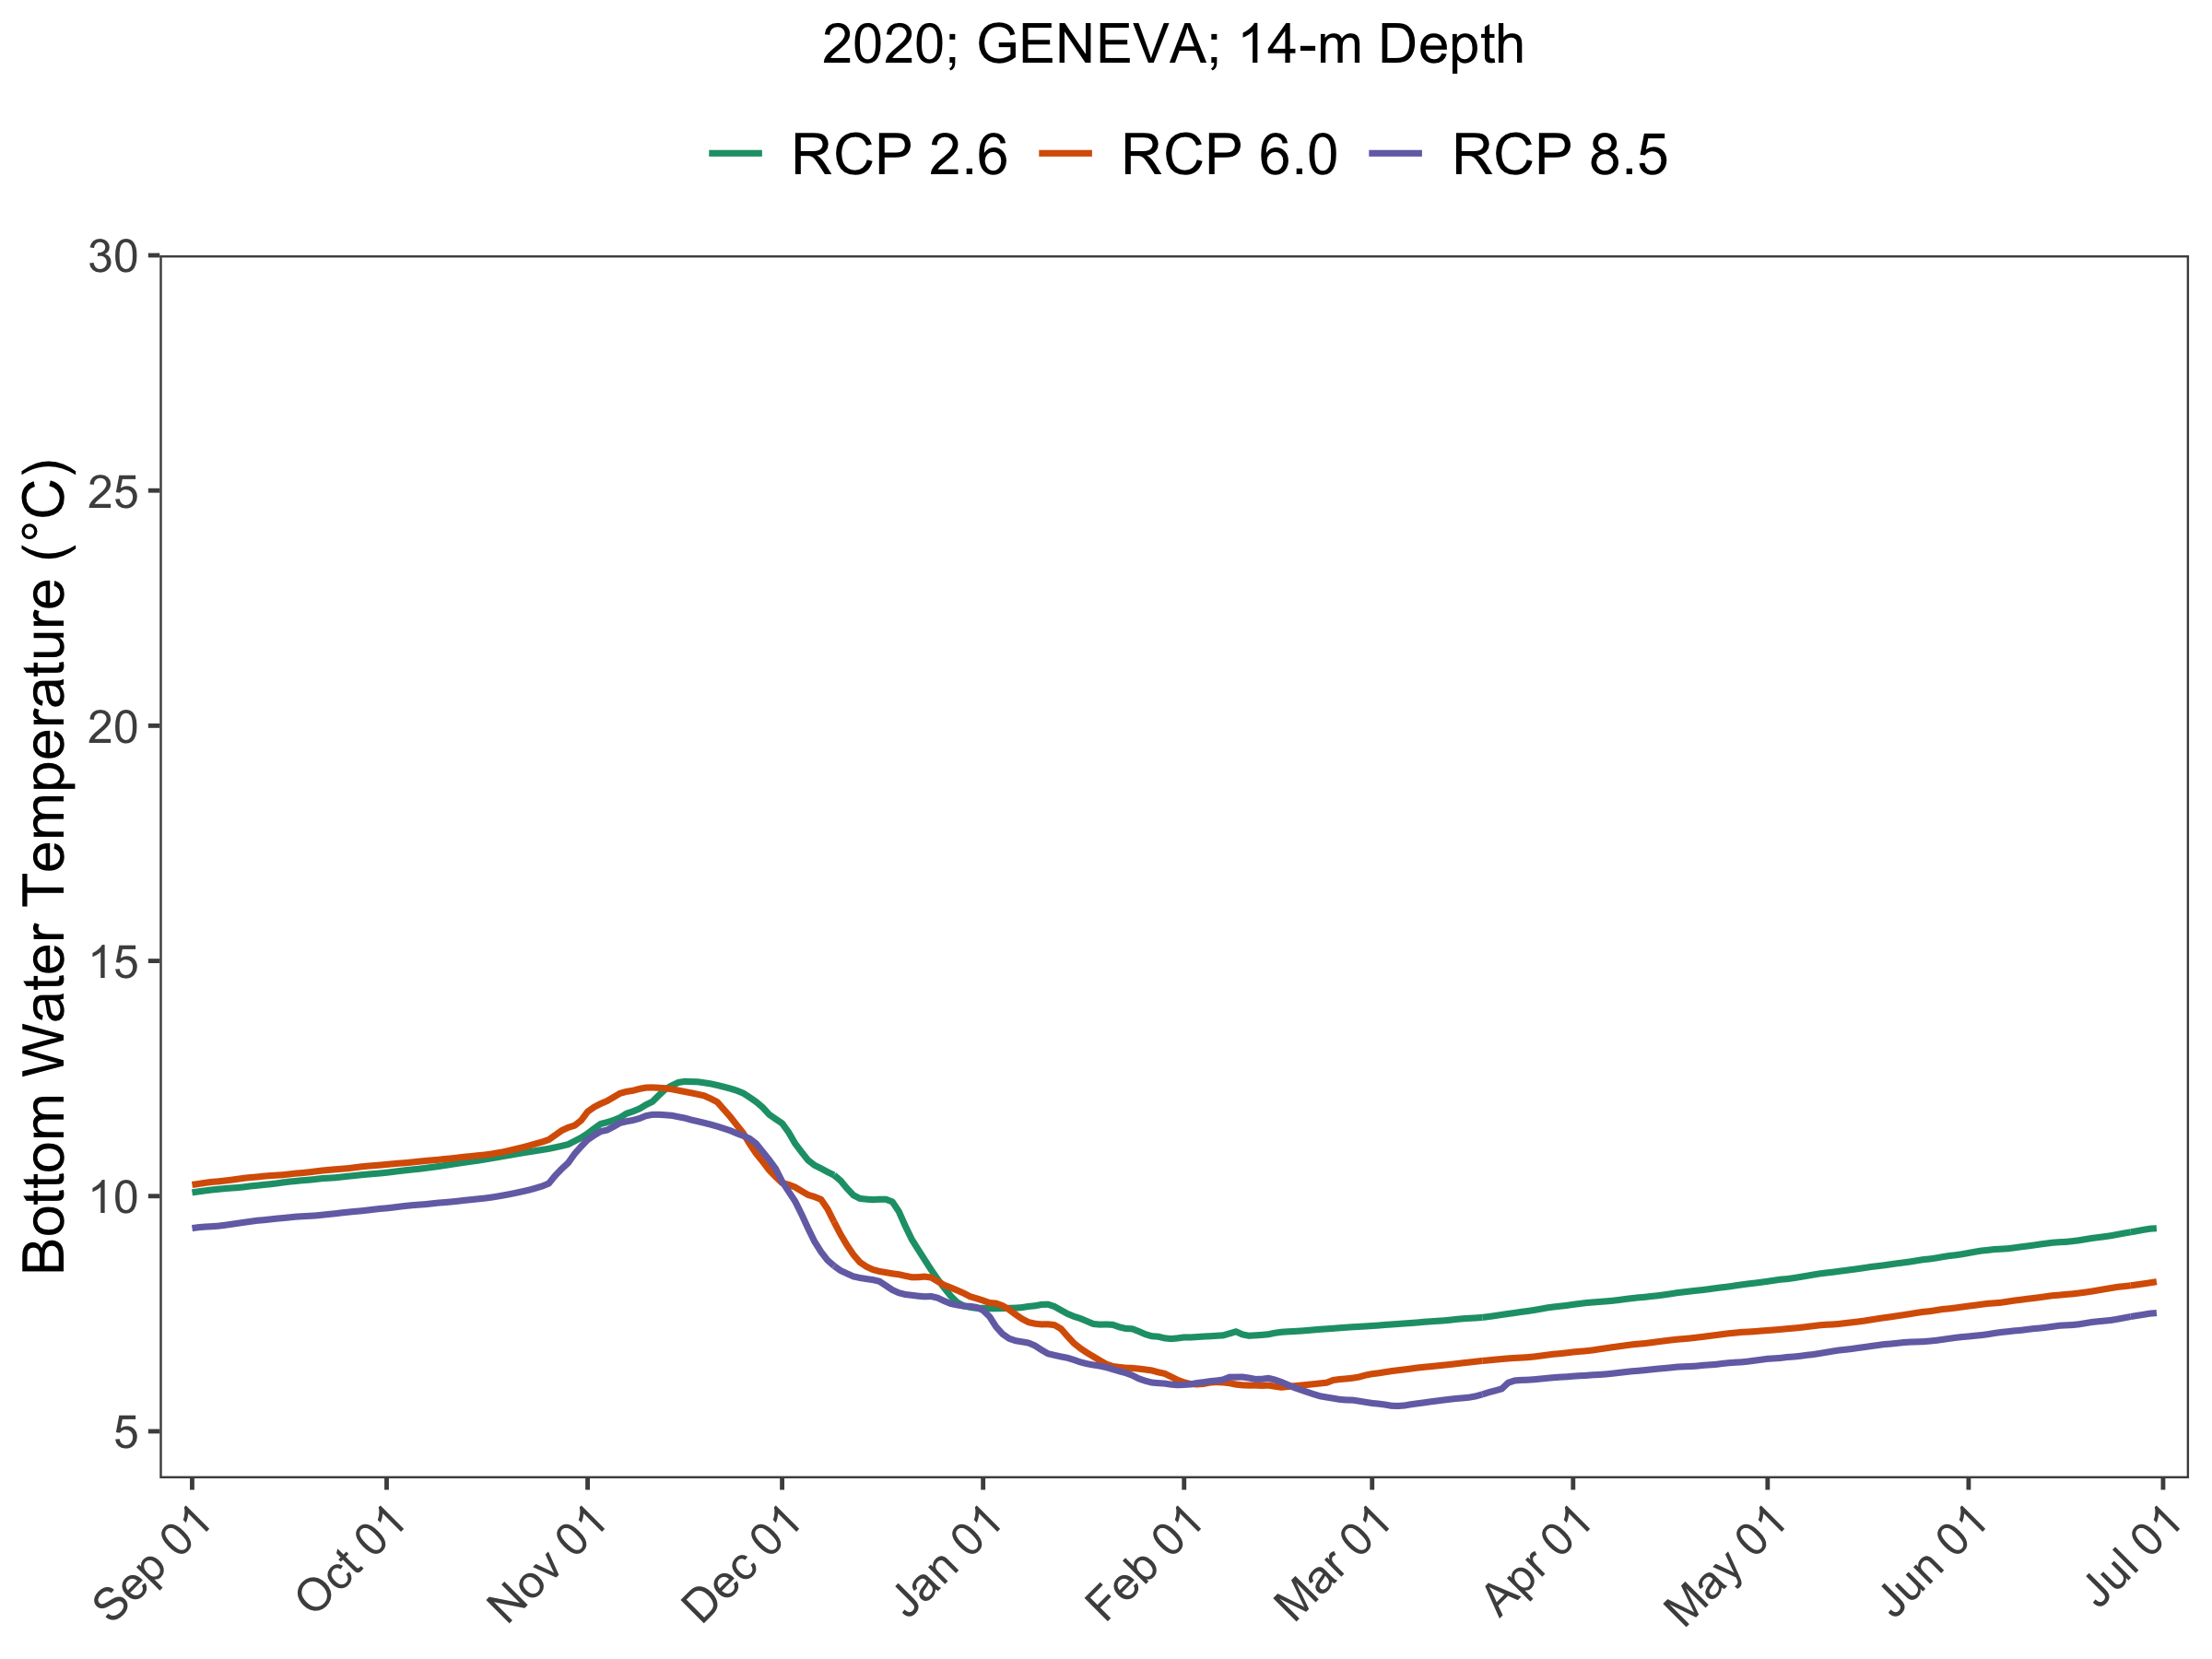 2020; GENEVA; 14-m Depth
RCP 2.6 RCP 6.0 RCP 8.5
Bottom Water Temperature (°C)
30
25
20
15
10
5
Sep 01 Oct 01 Nov 01 Dec 01 Jan 01 Feb 01 Mar 01 Apr 01 May 01 Jun 01 Jul 01